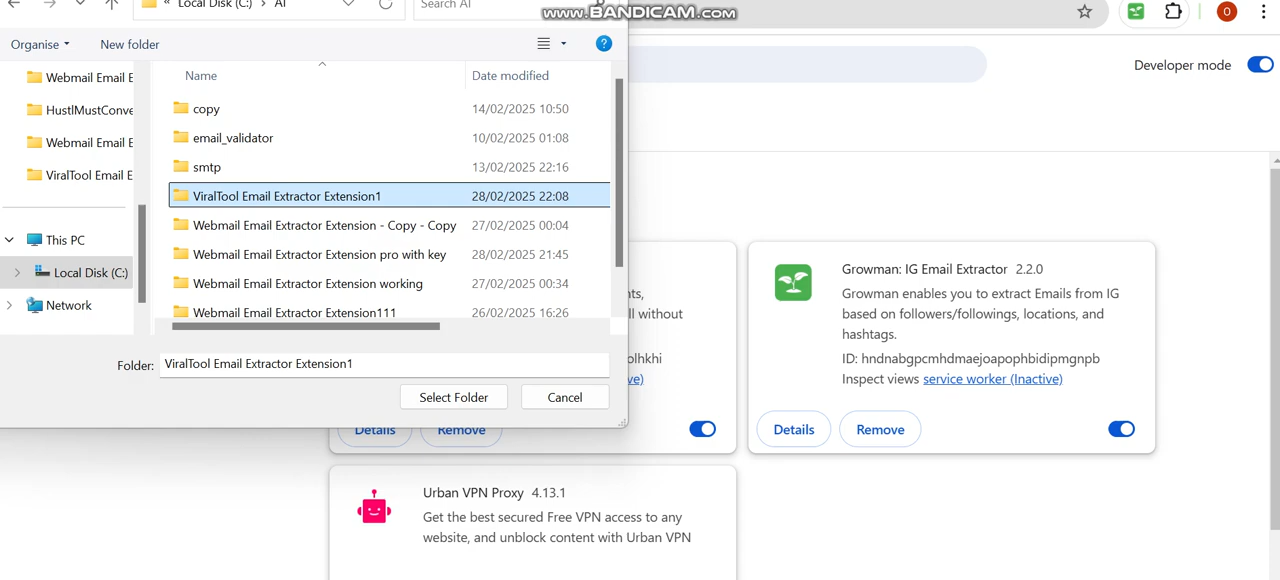 « Local Disk (C:) > AI
Search AI
www.BANDICAM.com
O
Organise
New folder
?
Developer mode
Webmail Email E
HustlMustConve
Webmail Email E
ViralTool Email E
This PC
Local Disk (C:)
Network
Name
Date modified
copy
14/02/2025 10:50
email_validator
10/02/2025 01:08
smtp
13/02/2025 22:16
ViralTool Email Extractor Extension1
28/02/2025 22:08
Webmail Email Extractor Extension - Copy - Copy
27/02/2025 00:04
Webmail Email Extractor Extension pro with key
28/02/2025 21:45
Webmail Email Extractor Extension working
27/02/2025 00:34
Webmail Email Extractor Extension111
26/02/2025 16:26
Folder:
ViralTool Email Extractor Extension1
Select Folder
Cancel
nts,
ll without
olhkhi
ve)
Details
Remove
Growman: IG Email Extractor 2.2.0
Growman enables you to extract Emails from IG
based on followers/followings, locations, and
hashtags.
ID: hndnabgpcmhdmaejoapophbidipmgnpb
Inspect views service worker (Inactive)
Details
Remove
Urban VPN Proxy 4.13.1
Get the best secured Free VPN access to any
website, and unblock content with Urban VPN